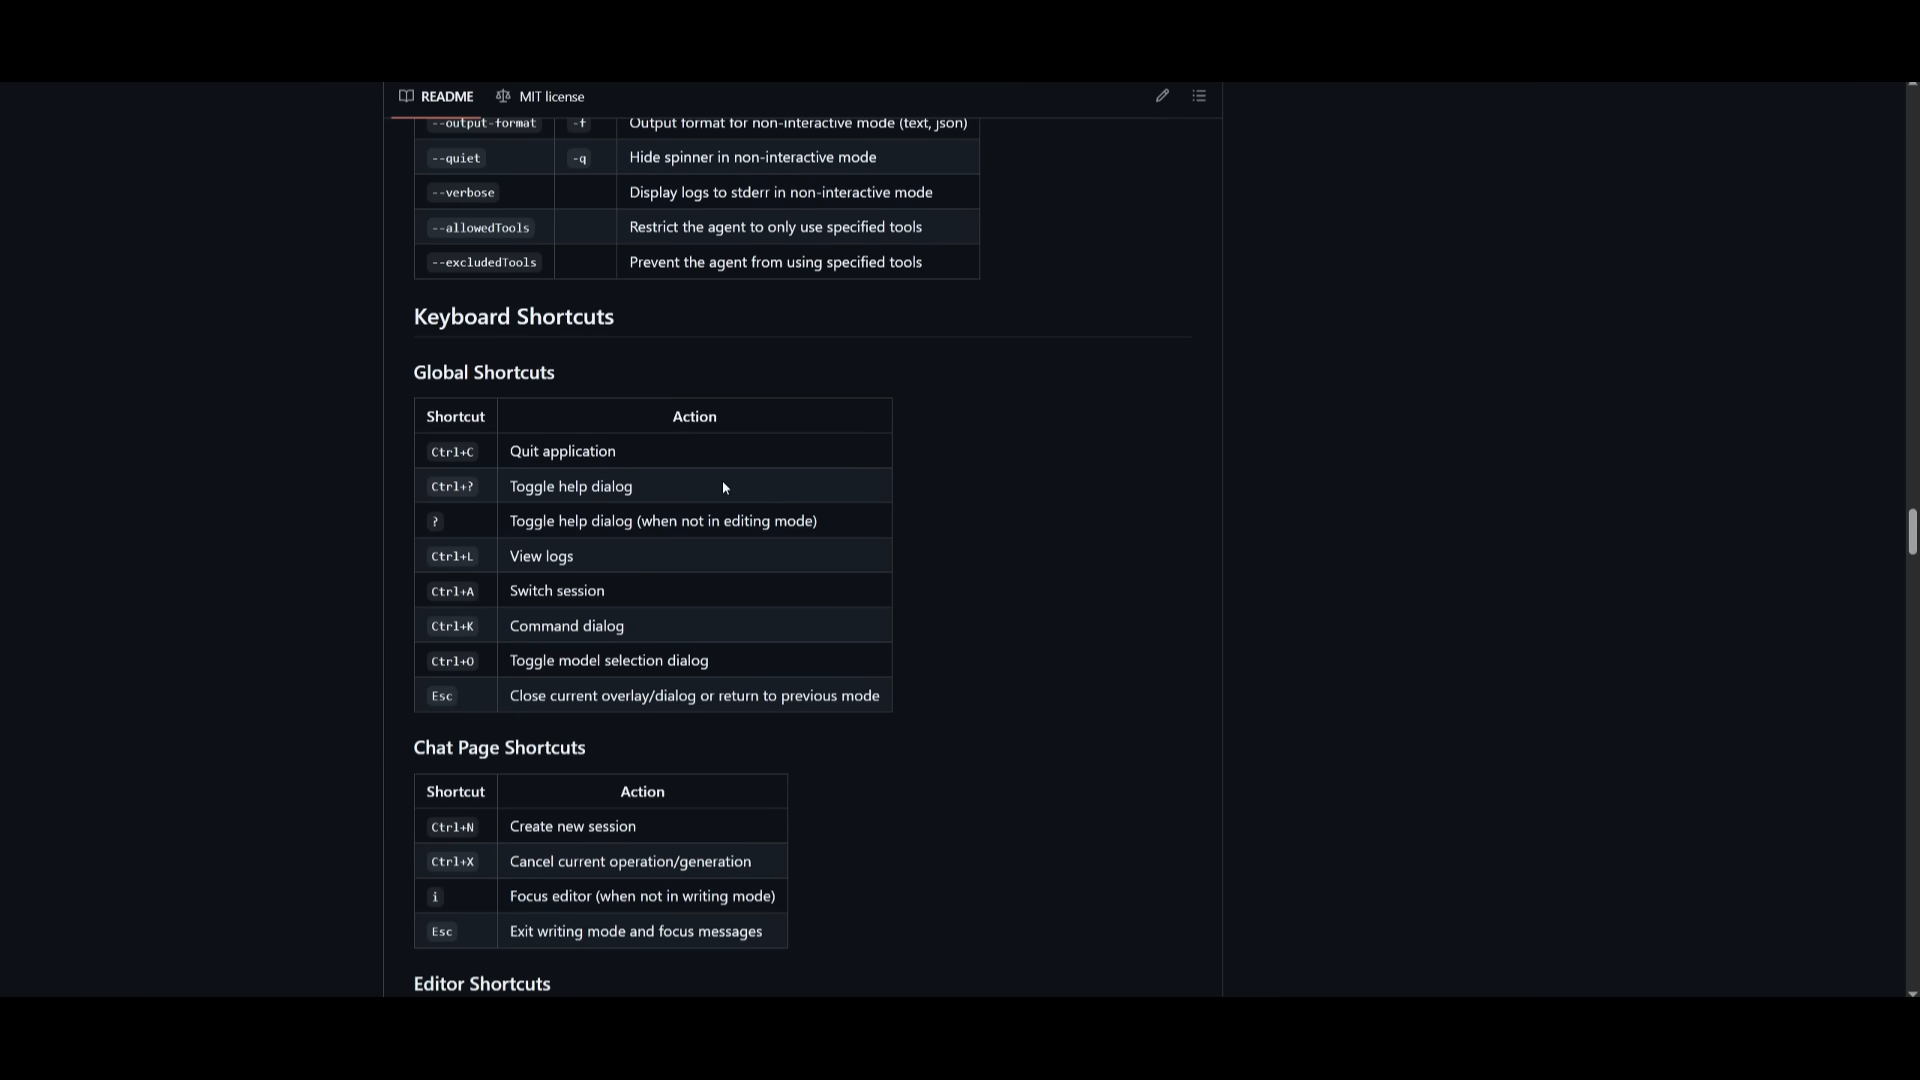 README MIT license
--output-format -f Output format for non-interactive mode (text, json)
--quiet -q Hide spinner in non-interactive mode
--verbose Display logs to stderr in non-interactive mode
--allowedTools Restrict the agent to only use specified tools
--excludedTools Prevent the agent from using specified tools
Keyboard Shortcuts
Global Shortcuts
Shortcut Action
Ctrl+C Quit application
Ctrl+? Toggle help dialog
? Toggle help dialog (when not in editing mode)
Ctrl+L View logs
Ctrl+A Switch session
Ctrl+K Command dialog
Ctrl+O Toggle model selection dialog
Esc Close current overlay/dialog or return to previous mode
Chat Page Shortcuts
Shortcut Action
Ctrl+N Create new session
Ctrl+X Cancel current operation/generation
i Focus editor (when not in writing mode)
Esc Exit writing mode and focus messages
Editor Shortcuts